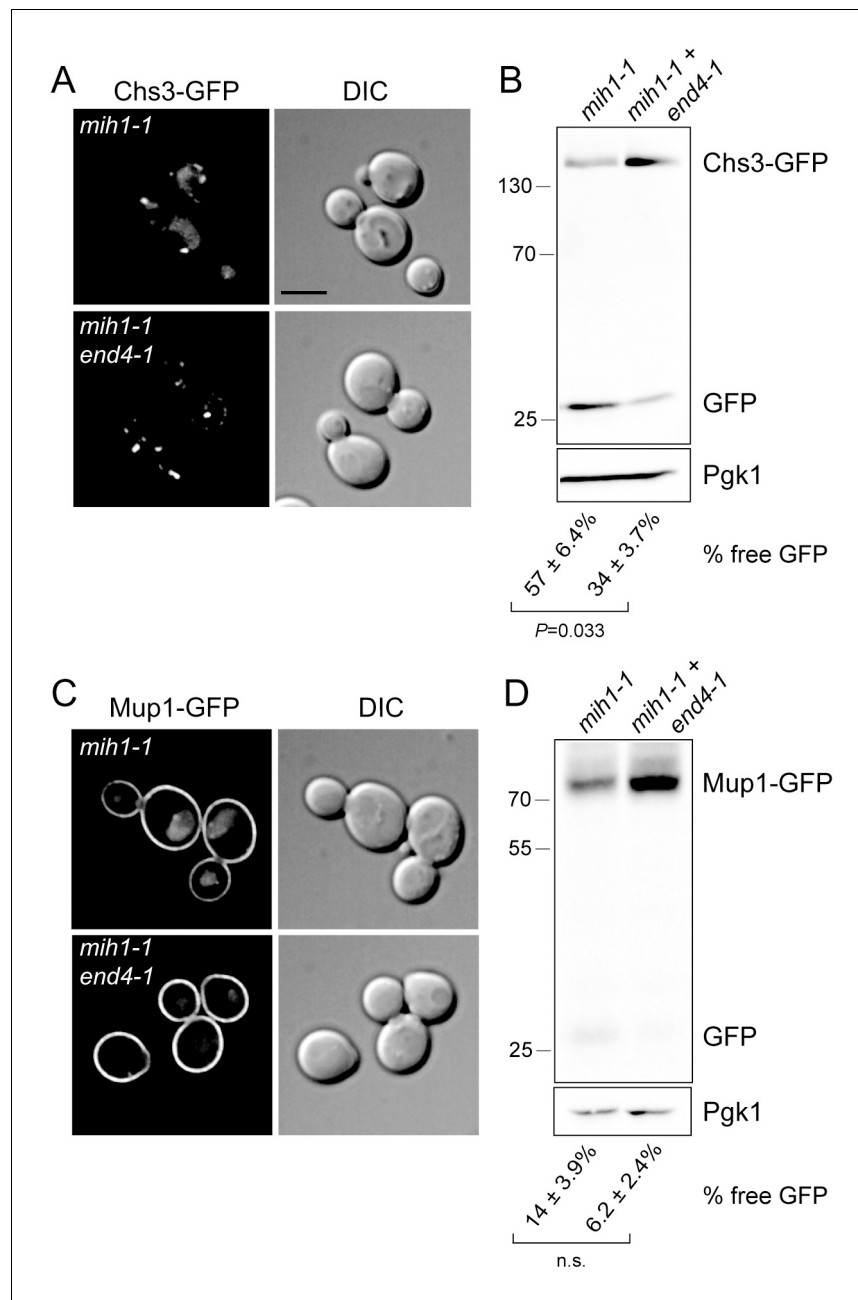 A
Chs3-GFP
DIC
mih1-1
mih1-1
end4-1
B
mih1-1
mih1-1 +
end4-1
Chs3-GFP
130
70
GFP
25
Pgk1
57 ± 6.4%
34 ± 3.7%
% free GFP
P=0.033
C
Mup1-GFP
DIC
mih1-1
mih1-1
end4-1
D
mih1-1
mih1-1 +
end4-1
Mup1-GFP
70
55
GFP
25
Pgk1
14 ± 3.9%
6.2 ± 2.4%
% free GFP
n.s.